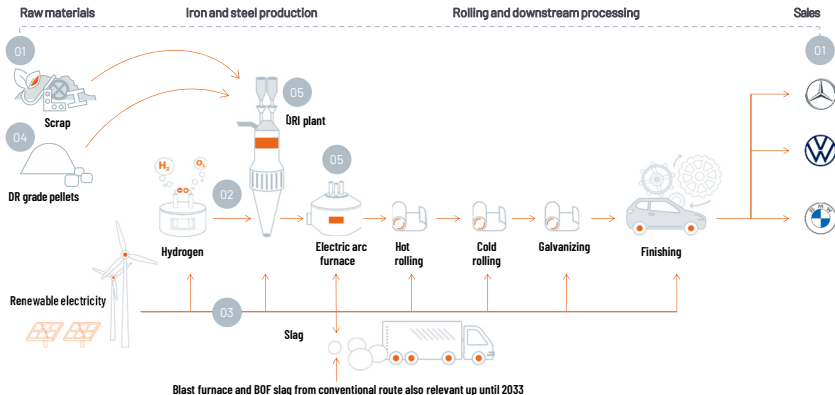 Raw materials
Iron and steel production
Rolling and downstream processing
Sales
01
01
Scrap
05
DRI plant
04
DR grade pellets
H₂
O₂
02
05
Hydrogen
Electric arc
furnace
Hot
rolling
Cold
rolling
Galvanizing
Finishing
Renewable electricity
03
Slag
Blast furnace and BOF slag from conventional route also relevant up until 2033
BMW